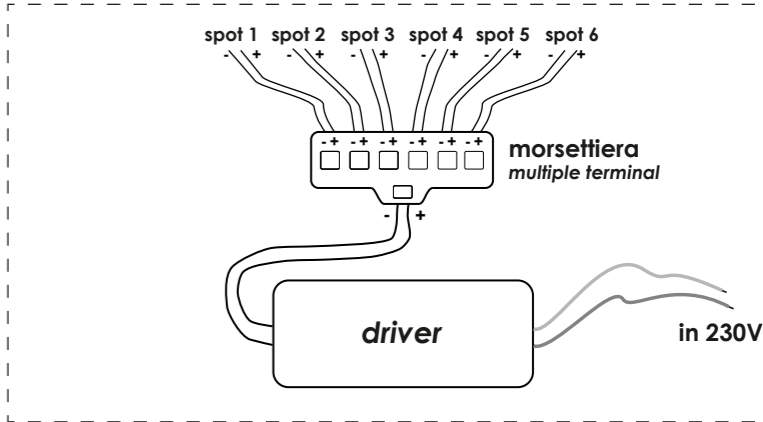 spot 1 spot 2 spot 3 spot 4 spot 5 spot 6
- + - + - + - + - + - +
- + - + - + - + - + - +
morsettiera
multiple terminal
- +
driver
in 230V